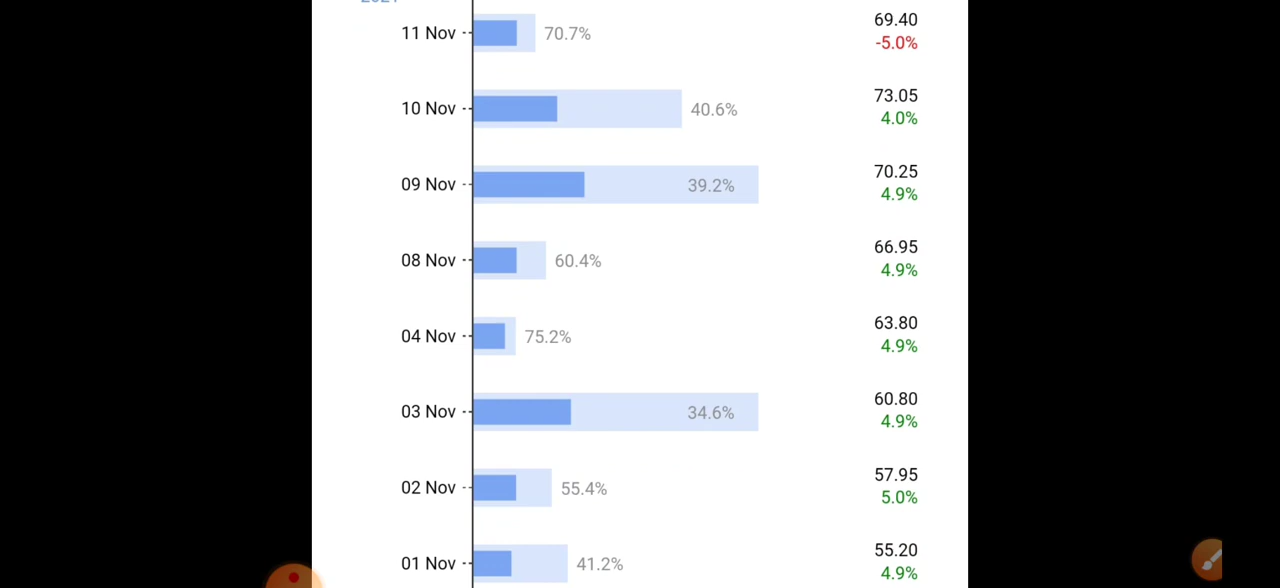 11 Nov 70.7% 69.40
-5.0%
10 Nov 40.6% 73.05
4.0%
09 Nov 39.2% 70.25
4.9%
08 Nov 60.4% 66.95
4.9%
04 Nov 75.2% 63.80
4.9%
03 Nov 34.6% 60.80
4.9%
02 Nov 55.4% 57.95
5.0%
01 Nov 41.2% 55.20
4.9%